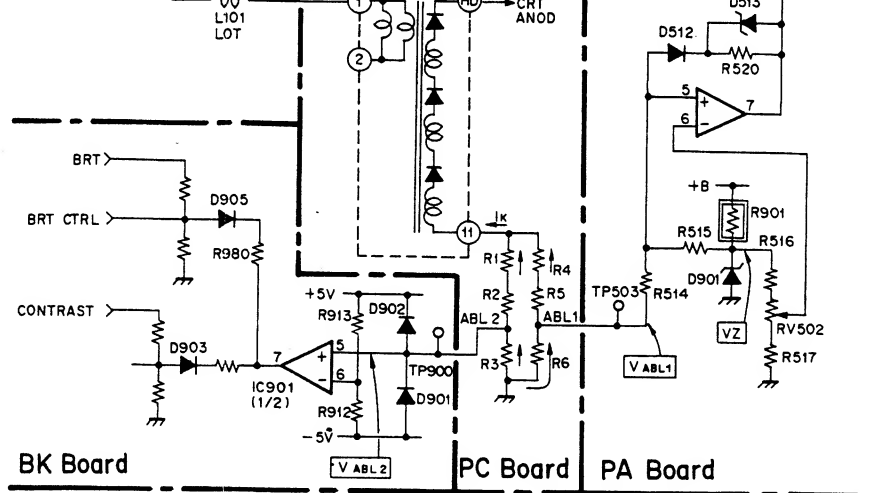 L101
LOT
1
2
HD
CRT
ANOD
D513
D512
R520
5
+
7
6
−
BRT
BRT CTRL
D905
R980
CONTRAST
D903
7
5
+
6
−
IC901
(1/2)
+5V
R913
D902
R912
D901
−5V
TP900
V ABL2
11
IK
R1
R2
R3
R4
R5
R6
ABL2
ABL1
TP503
R514
V ABL1
+B
R901
R515
R516
D901
VZ
RV502
R517
BK Board
PC Board
PA Board